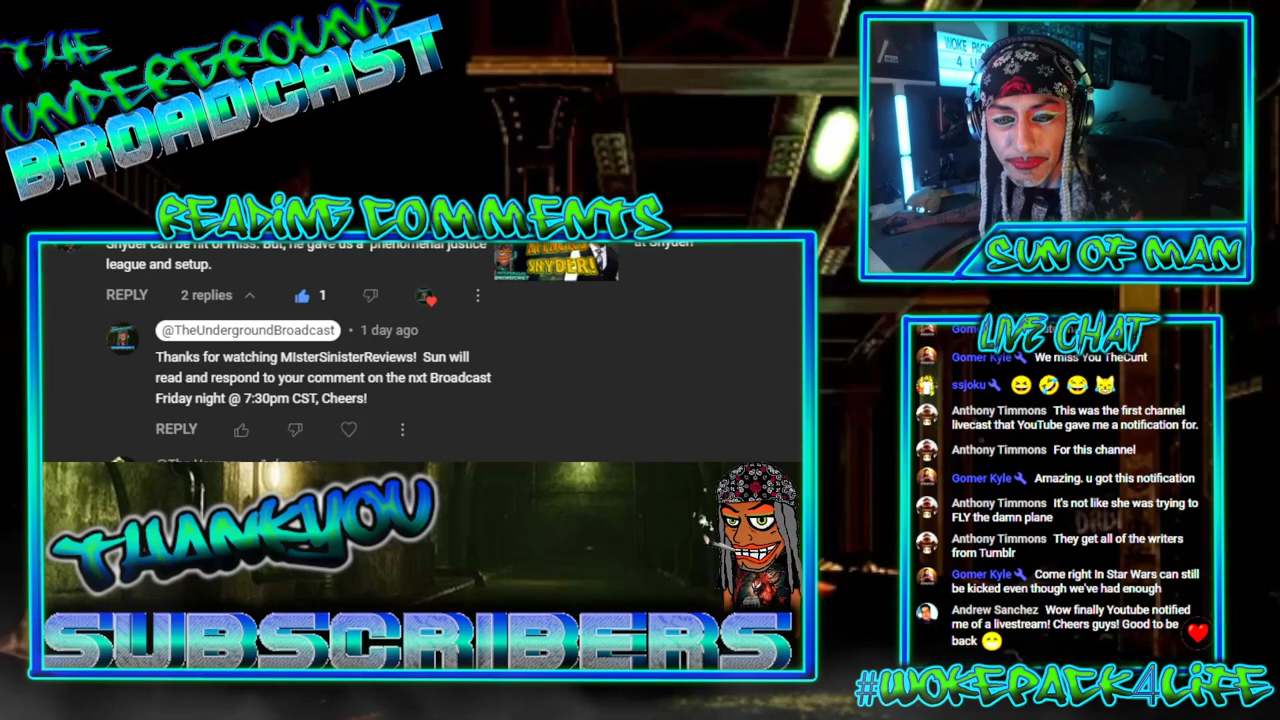 THE
UNDERGROUND
BROADCAST
READING COMMENTS
Snyder can be hit or miss. But, he gave us a phenomenal justice
league and setup.
at Snyder!
SNYDER!
REPLY 2 replies 1
@TheUndergroundBroadcast • 1 day ago
Thanks for watching MIsterSinisterReviews! Sun will
read and respond to your comment on the nxt Broadcast
Friday night @ 7:30pm CST, Cheers!
REPLY
THANKYOU
SUBSCRIBERS
WOKE PACK
SUN OF MAN
LIVE CHAT
Gomer Kyle We miss You TheCunt
ssjoku 😆 🤣 😂 😹
Anthony Timmons This was the first channel
livecast that YouTube gave me a notification for.
Anthony Timmons For this channel
Gomer Kyle Amazing. u got this notification
Anthony Timmons It's not like she was trying to
FLY the damn plane
Anthony Timmons They get all of the writers
from Tumblr
Gomer Kyle Come right In Star Wars can still
be kicked even though we've had enough
Andrew Sanchez Wow finally Youtube notified
me of a livestream! Cheers guys! Good to be
back 😁
#WOKEPACK4LIFE